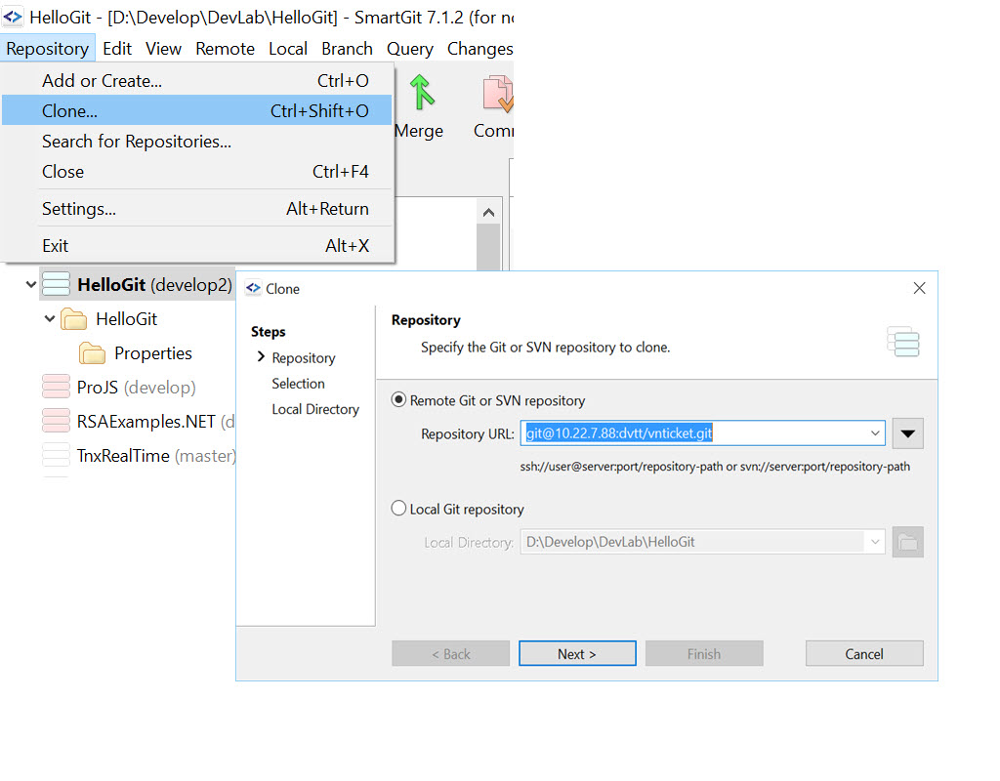 HelloGit - [D:\Develop\DevLab\HelloGit] - SmartGit 7.1.2 (for
Repository Edit View Remote Local Branch Query Changes
Add or Create... Ctrl+O
Clone... Ctrl+Shift+O
Search for Repositories...
Close Ctrl+F4
Settings... Alt+Return
Exit Alt+X
Merge
HelloGit (develop2)
HelloGit
Properties
ProJS (develop)
RSAExamples.NET
TnxRealTime (master)
Clone
Steps
Repository
Selection
Local Directory
Repository
Specify the Git or SVN repository to clone.
Remote Git or SVN repository
Repository URL: git@10.22.7.88:dvtt/vnticket.git
ssh://user@server:port/repository-path or svn://server:port/repository-path
Local Git repository
Local Directory: D:\Develop\DevLab\HelloGit
< Back Next > Finish Cancel